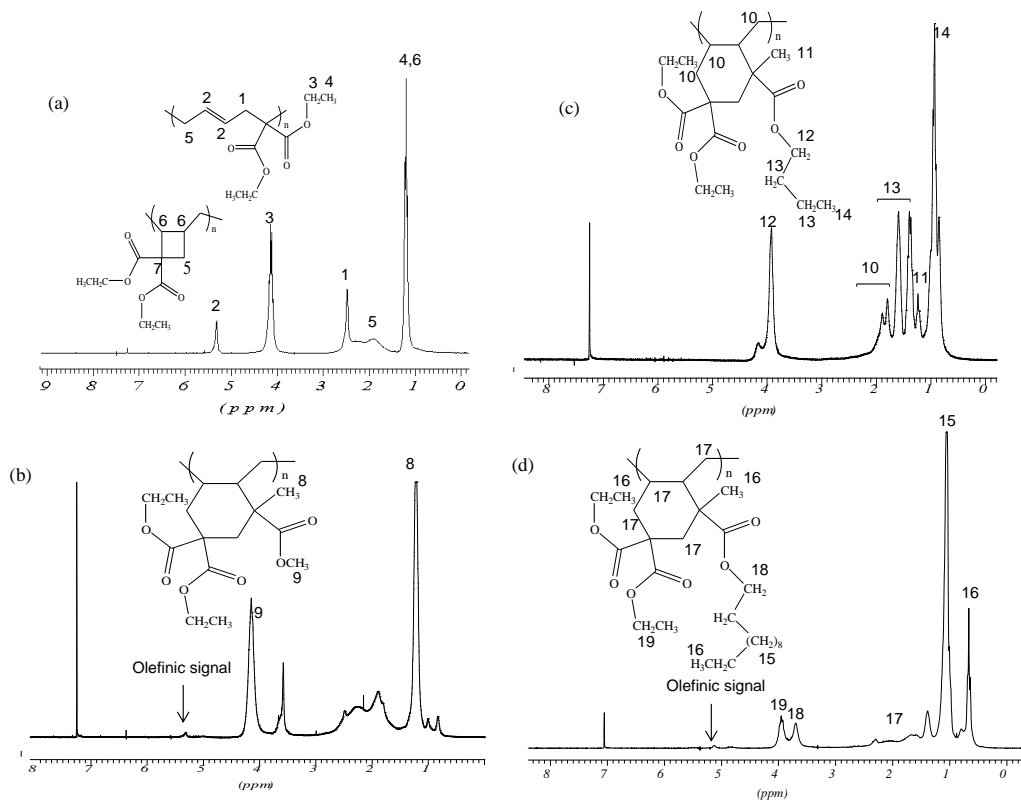 (a)
3 4
CH₂CH₃
O
2
1
2
5
n
O
O
O
H₃CH₂C
6 6
n
O
7
5
H₃CH₂C
O
O
O
CH₂CH₃
4,6
3
2
1
5
9 8 7 6 5 4 3 2 1 0
(ppm)
(b)
n
8
CH₂CH₃
CH₃
O
O
O
O
O
OCH₃
9
CH₂CH₃
8
9
Olefinic signal
8 7 6 5 4 3 2 1
(ppm)
(c)
10
n
11
CH₂CH₃
10
CH₃
10
O
O
O
O
O
O
12
CH₂
13
H₂C
CH₂CH₃
14
13
CH₂CH₃
14
13
12
10
11
8 7 6 5 4 3 2 1 0
(ppm)
(d)
17
n
16
16
CH₂CH₃
17
CH₃
17
17
O
O
O
O
O
O
18
CH₂
H₂C
(CH₂)₈
15
CH₂CH₃
19
16
H₃CH₂C
Olefinic signal
15
16
19
18
17
8 7 6 5 4 3 2 1 0
(ppm)